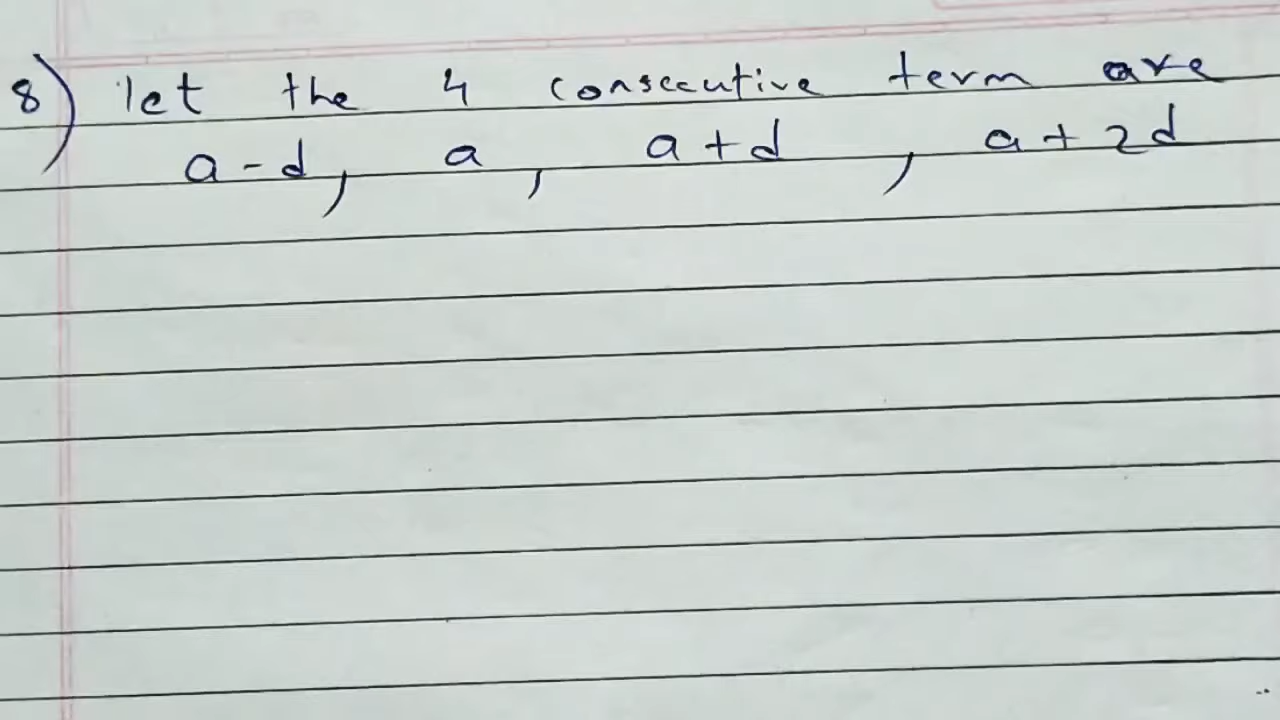 8) let the 4 consecutive term are
a - d, a, a + d, a + 2d